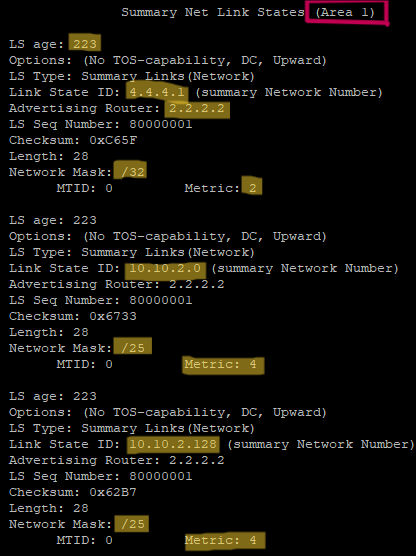 Summary Net Link States (Area 1)
LS age: 223
Options: (No TOS-capability, DC, Upward)
LS Type: Summary Links(Network)
Link State ID: 4.4.4.1 (summary Network Number)
Advertising Router: 2.2.2.2
LS Seq Number: 80000001
Checksum: 0xC65F
Length: 28
Network Mask: /32
MTID: 0 Metric: 2
LS age: 223
Options: (No TOS-capability, DC, Upward)
LS Type: Summary Links(Network)
Link State ID: 10.10.2.0 (summary Network Number)
Advertising Router: 2.2.2.2
LS Seq Number: 80000001
Checksum: 0x6733
Length: 28
Network Mask: /25
MTID: 0 Metric: 4
LS age: 223
Options: (No TOS-capability, DC, Upward)
LS Type: Summary Links(Network)
Link State ID: 10.10.2.128 (summary Network Number)
Advertising Router: 2.2.2.2
LS Seq Number: 80000001
Checksum: 0x62B7
Length: 28
Network Mask: /25
MTID: 0 Metric: 4